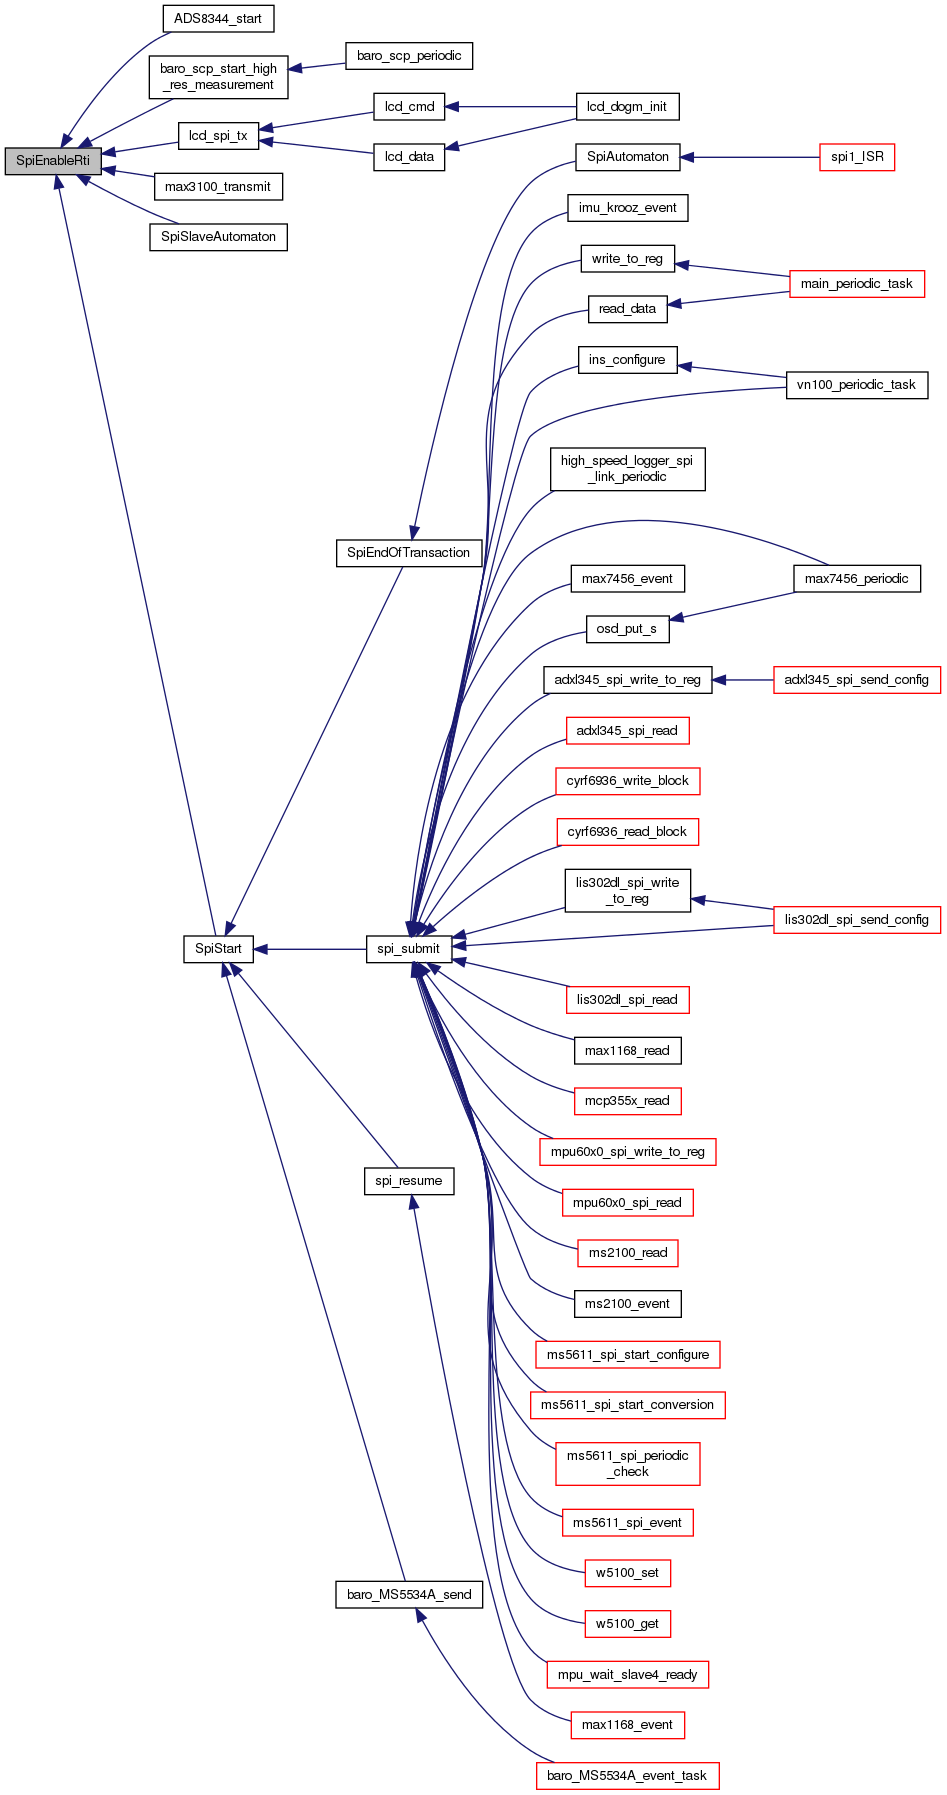 ADS8344_start
baro_scp_start_high
_res_measurement
baro_scp_periodic
lcd_spi_tx
lcd_cmd
lcd_data
lcd_dogm_init
SpiEnableRti
max3100_transmit
SpiSlaveAutomaton
SpiAutomaton
spi1_ISR
imu_krooz_event
write_to_reg
main_periodic_task
read_data
ins_configure
vn100_periodic_task
high_speed_logger_spi
_link_periodic
SpiEndOfTransaction
max7456_event
max7456_periodic
osd_put_s
adxl345_spi_write_to_reg
adxl345_spi_send_config
adxl345_spi_read
cyrf6936_write_block
cyrf6936_read_block
lis302dl_spi_write
_to_reg
lis302dl_spi_send_config
SpiStart
spi_submit
lis302dl_spi_read
max1168_read
mcp355x_read
mpu60x0_spi_write_to_reg
spi_resume
mpu60x0_spi_read
ms2100_read
ms2100_event
ms5611_spi_start_configure
ms5611_spi_start_conversion
ms5611_spi_periodic
_check
ms5611_spi_event
w5100_set
baro_MS5534A_send
w5100_get
mpu_wait_slave4_ready
max1168_event
baro_MS5534A_event_task